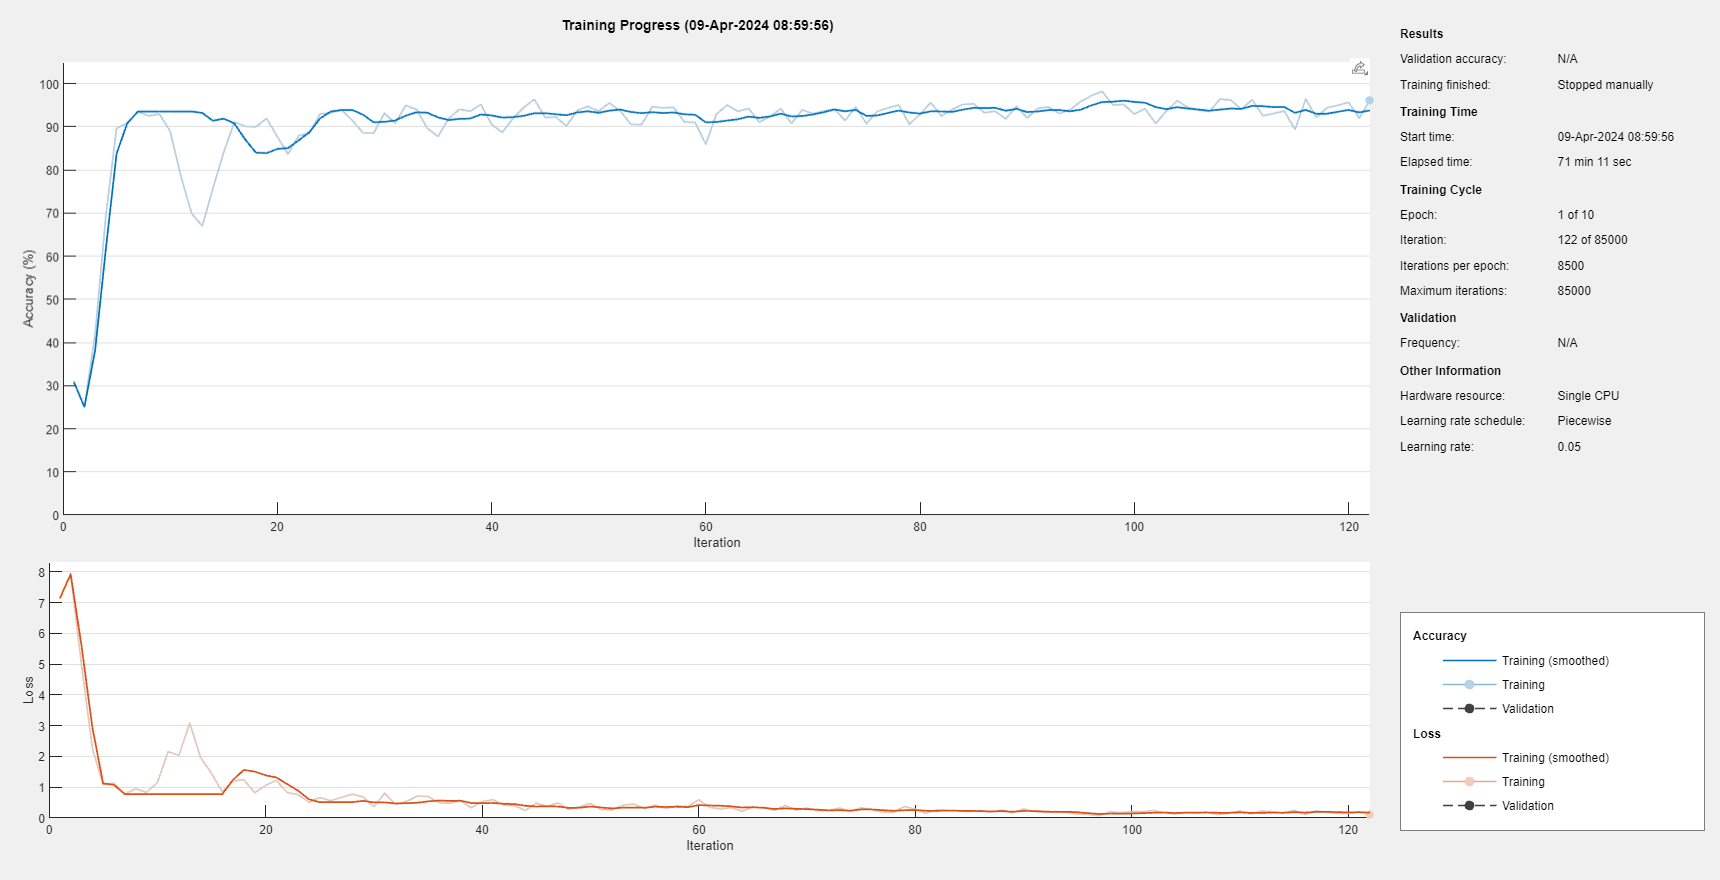 Training Progress (09-Apr-2024 08:59:56)
100
90
80
70
60
50
40
30
20
10
0
Accuracy (%)
0 20 40 60 80 100 120
Iteration
8
7
6
5
4
3
2
1
0
Loss
0 20 40 60 80 100 120
Iteration
Results
Validation accuracy: N/A
Training finished: Stopped manually
Training Time
Start time: 09-Apr-2024 08:59:56
Elapsed time: 71 min 11 sec
Training Cycle
Epoch: 1 of 10
Iteration: 122 of 85000
Iterations per epoch: 8500
Maximum iterations: 85000
Validation
Frequency: N/A
Other Information
Hardware resource: Single CPU
Learning rate schedule: Piecewise
Learning rate: 0.05
Accuracy
Training (smoothed)
Training
Validation
Loss
Training (smoothed)
Training
Validation